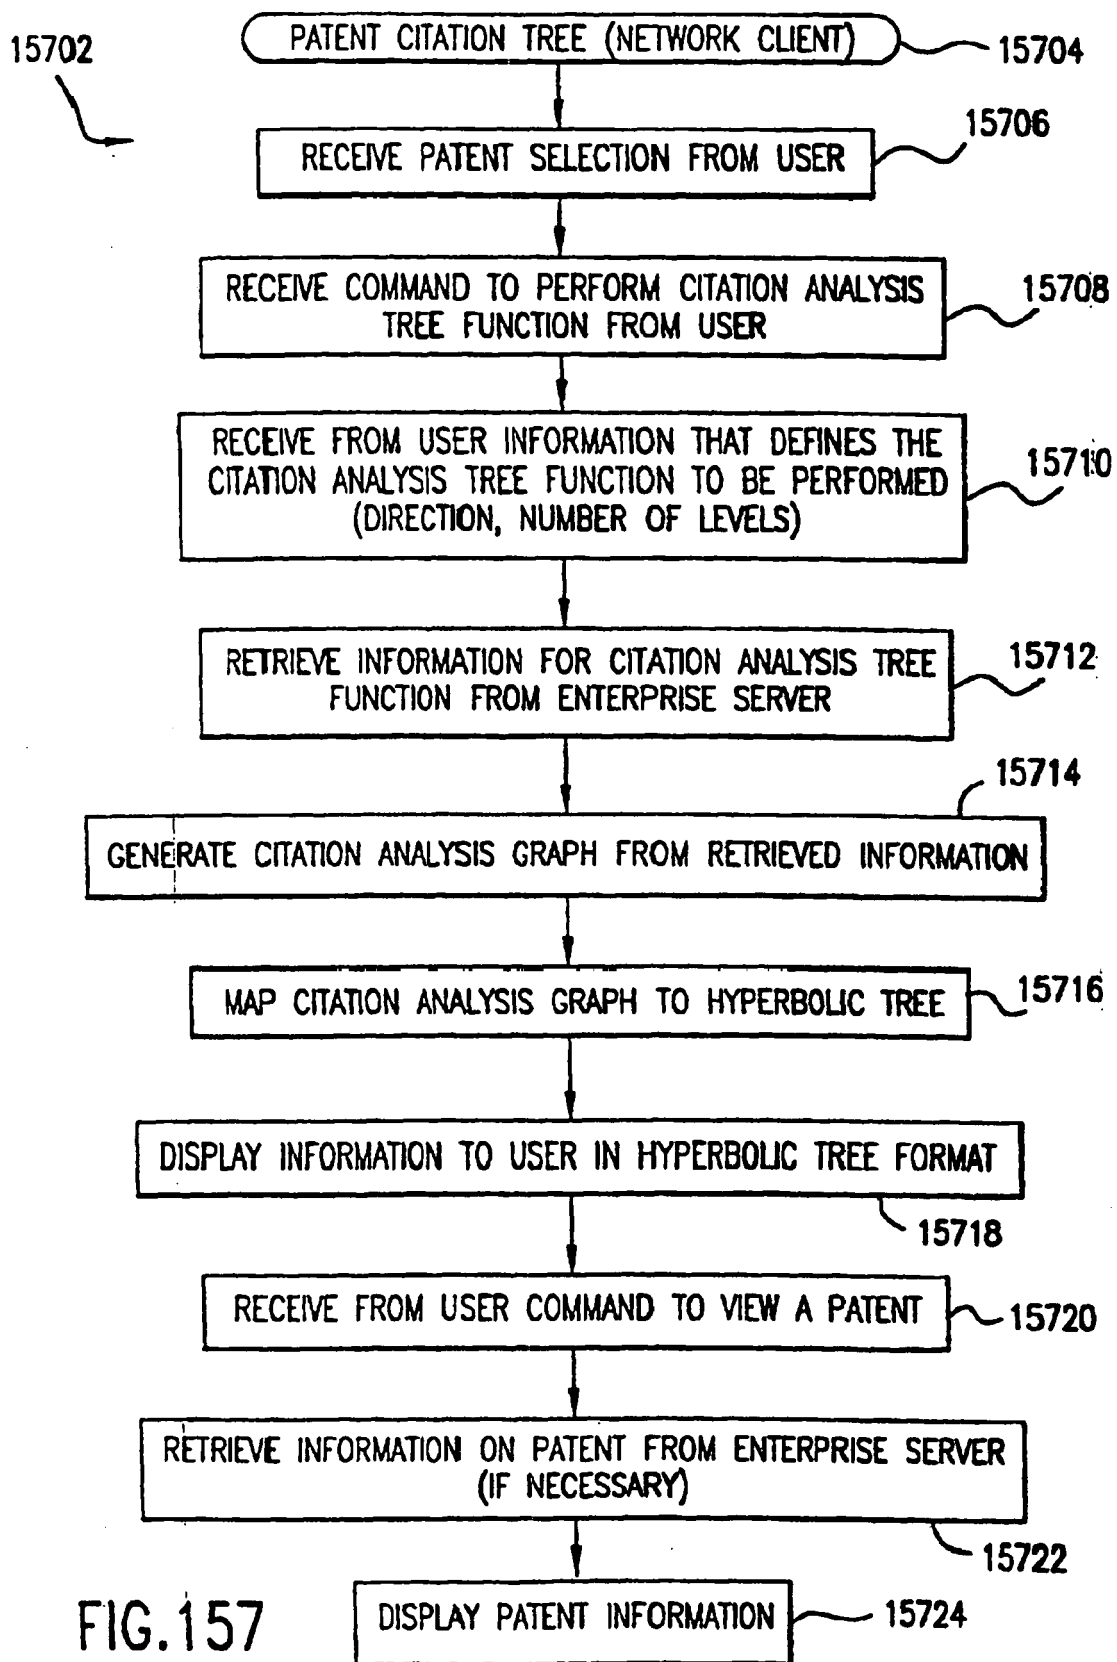 15702
PATENT CITATION TREE (NETWORK CLIENT)
15704
RECEIVE PATENT SELECTION FROM USER
15706
RECEIVE COMMAND TO PERFORM CITATION ANALYSIS
TREE FUNCTION FROM USER
15708
RECEIVE FROM USER INFORMATION THAT DEFINES THE
CITATION ANALYSIS TREE FUNCTION TO BE PERFORMED
(DIRECTION, NUMBER OF LEVELS)
15710
RETRIEVE INFORMATION FOR CITATION ANALYSIS TREE
FUNCTION FROM ENTERPRISE SERVER
15712
15714
GENERATE CITATION ANALYSIS GRAPH FROM RETRIEVED INFORMATION
MAP CITATION ANALYSIS GRAPH TO HYPERBOLIC TREE
15716
DISPLAY INFORMATION TO USER IN HYPERBOLIC TREE FORMAT
15718
RECEIVE FROM USER COMMAND TO VIEW A PATENT
15720
RETRIEVE INFORMATION ON PATENT FROM ENTERPRISE SERVER
(IF NECESSARY)
15722
DISPLAY PATENT INFORMATION
15724
FIG.157